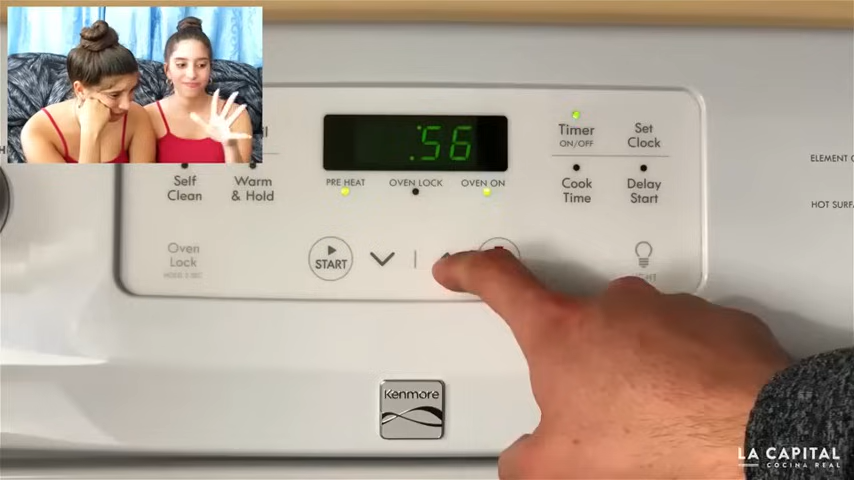 :56
Timer
ON/OFF
Set
Clock
PRE HEAT
OVEN LOCK
OVEN ON
Self
Clean
Warm
& Hold
Cook
Time
Delay
Start
ELEMENT
HOT
Oven
Lock
START
Kenmore
LA CAPITAL
COCINA REAL